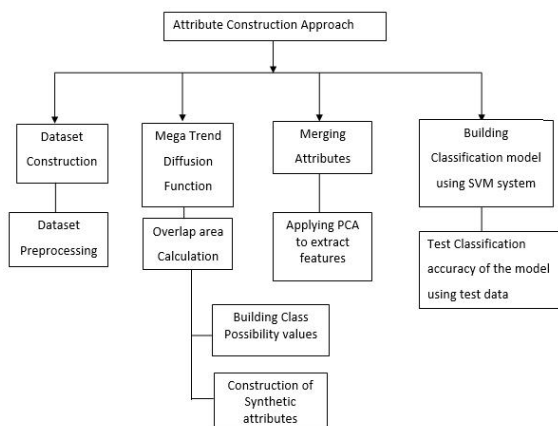 Attribute Construction Approach
Dataset
Construction
Mega Trend
Diffusion
Function
Merging
Attributes
Building
Classification model
using SVM system
Dataset
Preprocessing
Overlap area
Calculation
Applying PCA
to extract
features
Test Classification
accuracy of the model
using test data
Building Class
Possibility values
Construction of
Synthetic
attributes